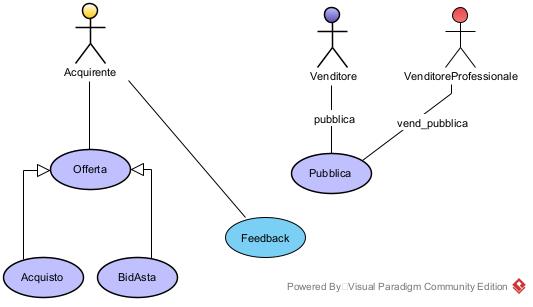 Acquirente
Venditore
VenditoreProfessionale
pubblica
vend_pubblica
Offerta
Pubblica
Feedback
Acquisto
BidAsta
Powered By Visual Paradigm Community Edition